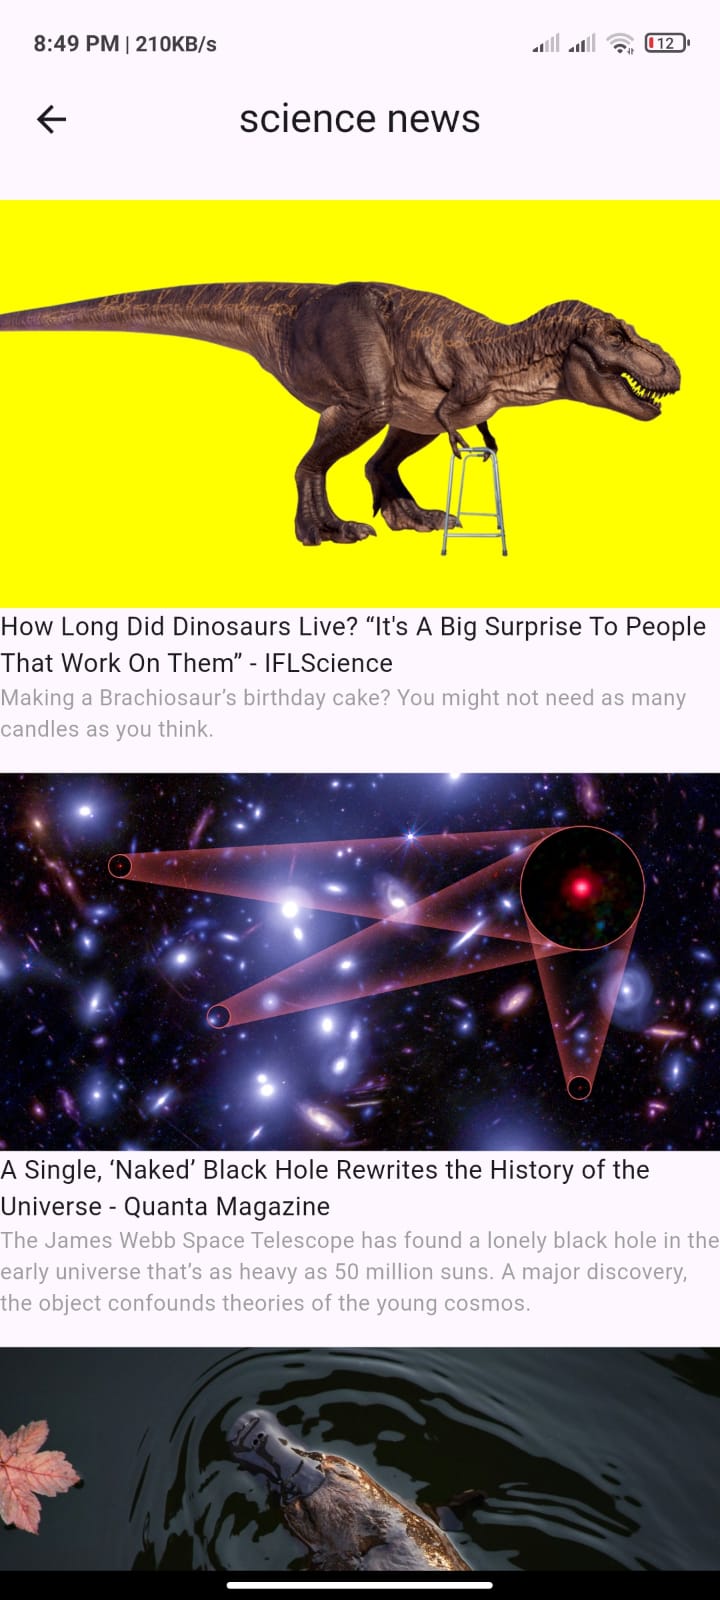 8:49 PM | 210KB/s
12
science news
How Long Did Dinosaurs Live? “It's A Big Surprise To People
That Work On Them” - IFLScience
Making a Brachiosaur’s birthday cake? You might not need as many
candles as you think.
A Single, ‘Naked’ Black Hole Rewrites the History of the
Universe - Quanta Magazine
The James Webb Space Telescope has found a lonely black hole in the
early universe that’s as heavy as 50 million suns. A major discovery,
the object confounds theories of the young cosmos.